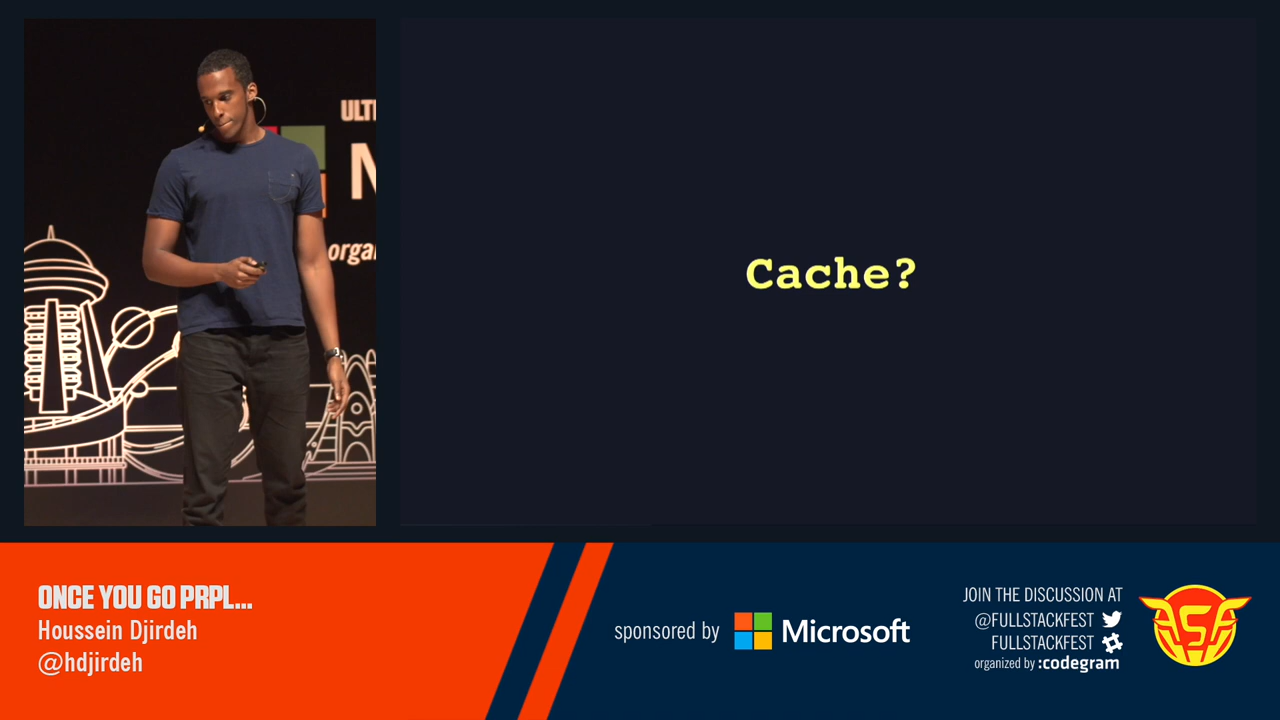 Cache?
ONCE YOU GO PRPL...
Houssein Djirdeh
@hdjirdeh
sponsored by Microsoft
JOIN THE DISCUSSION AT
@FULLSTACKFEST
FULLSTACKFEST
organized by :codegram